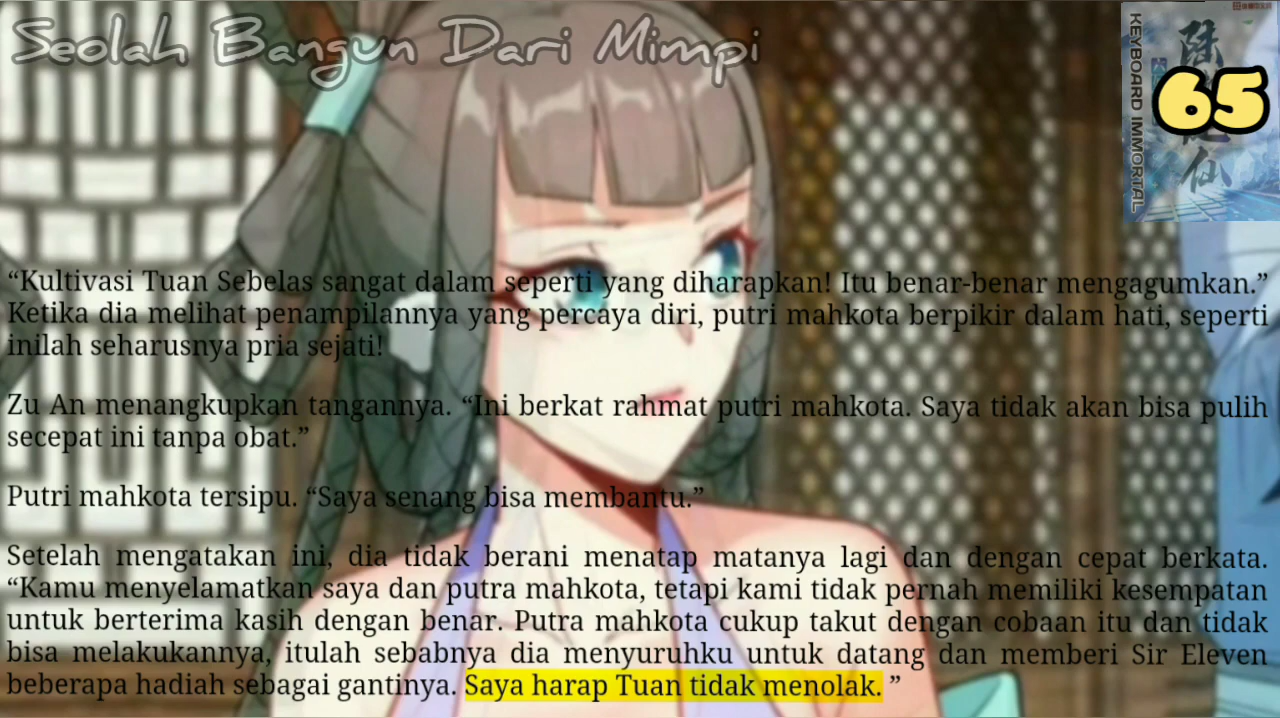 Seolah Bangun Dari Mimpi
KEYBOARD IMMORTAL
65
“Kultivasi Tuan Sebelas sangat dalam seperti yang diharapkan! Itu benar-benar mengagumkan.”
Ketika dia melihat penampilannya yang percaya diri, putri mahkota berpikir dalam hati, seperti
inilah seharusnya pria sejati!
Zu An menangkupkan tangannya. “Ini berkat rahmat putri mahkota. Saya tidak akan bisa pulih
secepat ini tanpa obat.”
Putri mahkota tersipu. “Saya senang bisa membantu.”
Setelah mengatakan ini, dia tidak berani menatap matanya lagi dan dengan cepat berkata.
“Kamu menyelamatkan saya dan putra mahkota, tetapi kami tidak pernah memiliki kesempatan
untuk berterima kasih dengan benar. Putra mahkota cukup takut dengan cobaan itu dan tidak
bisa melakukannya, itulah sebabnya dia menyuruhku untuk datang dan memberi Sir Eleven
beberapa hadiah sebagai gantinya. Saya harap Tuan tidak menolak. ”